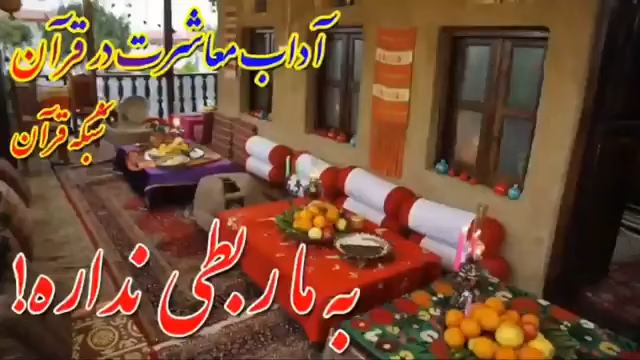 آداب معاشرت در قرآن
شبکه قرآن
به ما ربطی نداره!